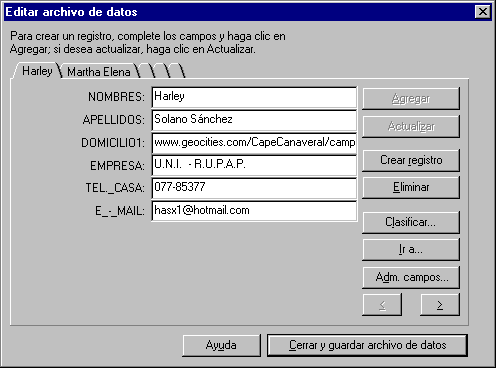 Editar archivo de datos
Para crear un registro, complete los campos y haga clic en
Agregar; si desea actualizar, haga clic en Actualizar.
Harley
Martha Elena
NOMBRES: Harley
Agregar
APELLIDOS: Solano Sánchez
Actualizar
DOMICILIO1: www.geocities.com/CapeCanaveral/camp
EMPRESA: U.N.I. - R.U.P.A.P.
Crear registro
TEL._CASA: 077-85377
Eliminar
E_-_MAIL: hasx1@hotmail.com
Clasificar...
Ir a...
Adm. campos...
< >
Ayuda
Cerrar y guardar archivo de datos